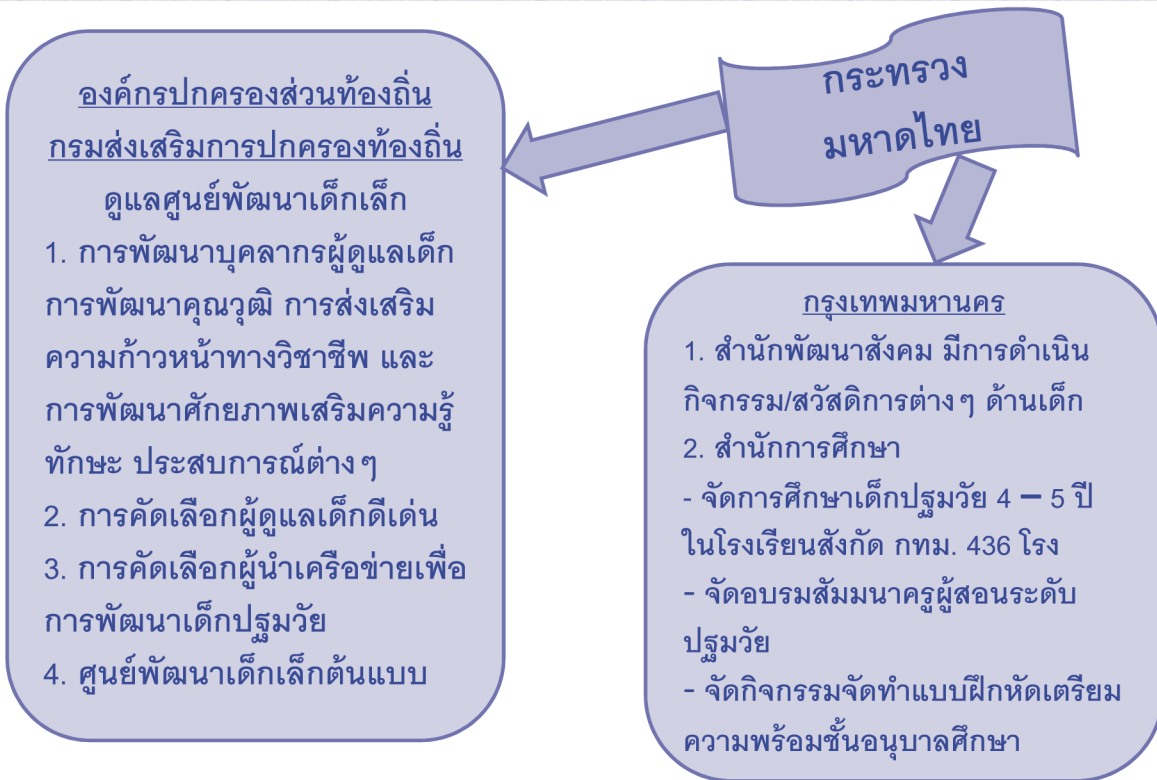 กระทรวง
มหาดไทย
องค์กรปกครองส่วนท้องถิ่น
กรมส่งเสริมการปกครองท้องถิ่น
ดูแลศูนย์พัฒนาเด็กเล็ก
1. การพัฒนาบุคลากรผู้ดูแลเด็ก
การพัฒนาคุณวุฒิ การส่งเสริม
ความก้าวหน้าทางวิชาชีพ และ
การพัฒนาศักยภาพเสริมความรู้
ทักษะ ประสบการณ์ต่างๆ
2. การคัดเลือกผู้ดูแลเด็กดีเด่น
3. การคัดเลือกผู้นำเครือข่ายเพื่อ
การพัฒนาเด็กปฐมวัย
4. ศูนย์พัฒนาเด็กเล็กต้นแบบ
กรุงเทพมหานคร
1. สำนักพัฒนาสังคม มีการดำเนิน
กิจกรรม/สวัสดิการต่างๆ ด้านเด็ก
2. สำนักการศึกษา
- จัดการศึกษาเด็กปฐมวัย 4 – 5 ปี
ในโรงเรียนสังกัด กทม. 436 โรง
- จัดอบรมสัมมนาครูผู้สอนระดับ
ปฐมวัย
- จัดกิจกรรมจัดทำแบบฝึกหัดเตรียม
ความพร้อมชั้นอนุบาลศึกษา